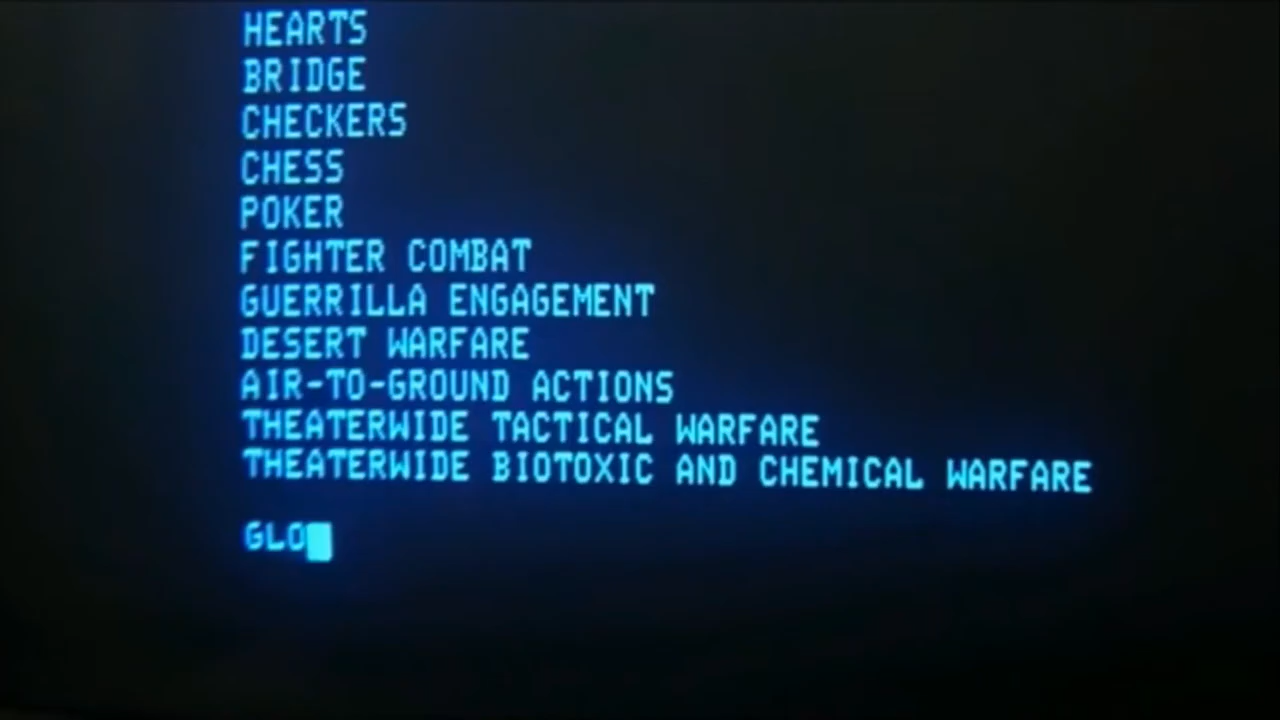 HEARTS
BRIDGE
CHECKERS
CHESS
POKER
FIGHTER COMBAT
GUERRILLA ENGAGEMENT
DESERT WARFARE
AIR-TO-GROUND ACTIONS
THEATERWIDE TACTICAL WARFARE
THEATERWIDE BIOTOXIC AND CHEMICAL WARFARE
GLO